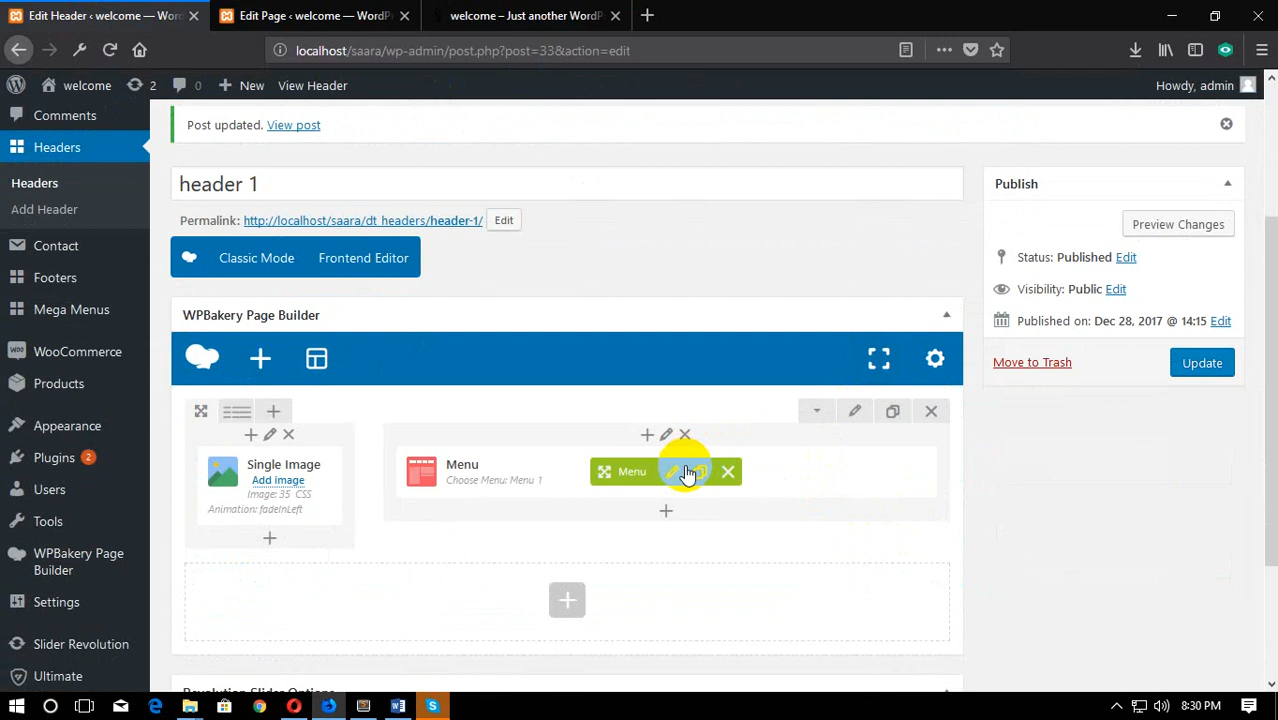 Edit Header ‹ welcome — Word
Edit Page ‹ welcome — WordPr
welcome – Just another WordP
localhost/saara/wp-admin/post.php?post=33&action=edit
welcome
2
0
New
View Header
Howdy, admin
Comments
Headers
Headers
Add Header
Contact
Footers
Mega Menus
WooCommerce
Products
Appearance
Plugins 2
Users
Tools
WPBakery Page
Builder
Settings
Slider Revolution
Ultimate
Post updated. View post
header 1
Permalink: http://localhost/saara/dt_headers/header-1/ Edit
Classic Mode
Frontend Editor
WPBakery Page Builder
Single Image
Add image
Image: 35 CSS
Animation: fadeInLeft
Menu
Choose Menu: Menu 1
Menu
Revolution Slider Options
Publish
Preview Changes
Status: Published Edit
Visibility: Public Edit
Published on: Dec 28, 2017 @ 14:15 Edit
Move to Trash
Update
8:30 PM